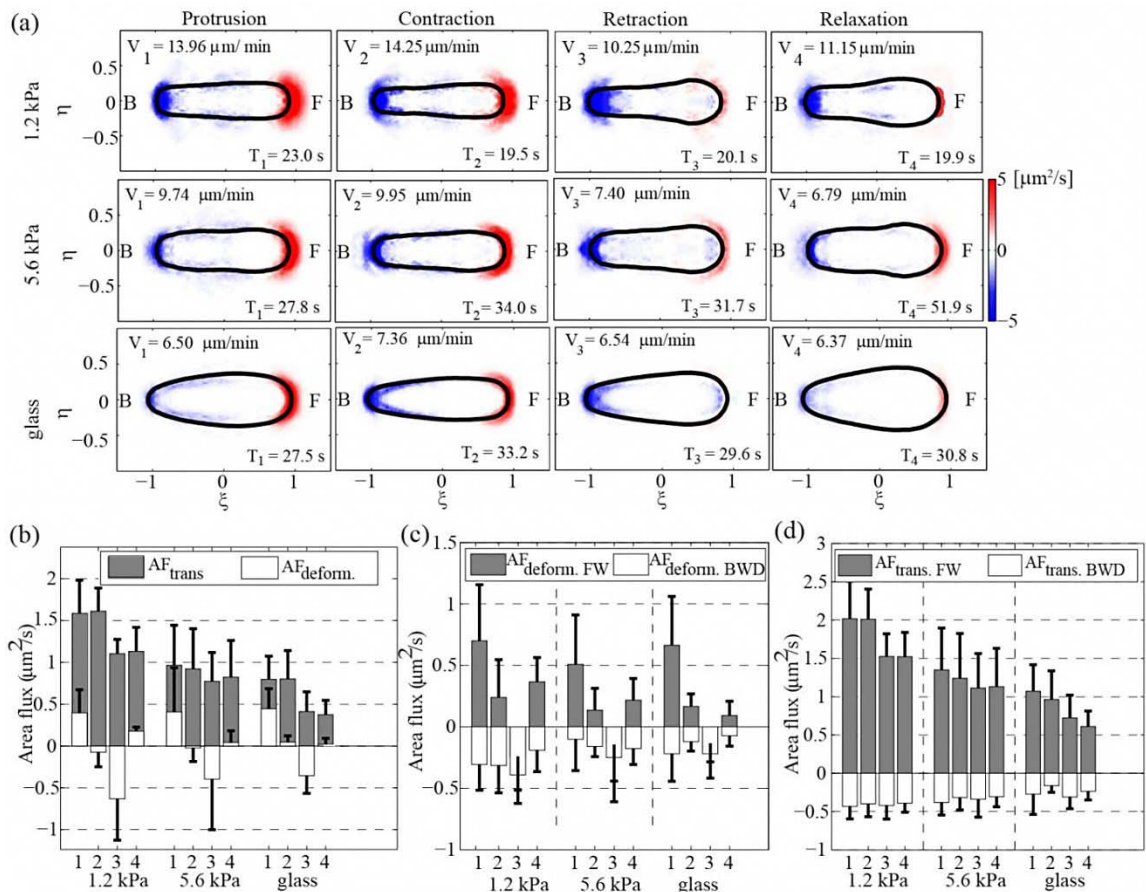 (a)
Protrusion Contraction Retraction Relaxation
1.2 kPa
η
0.5
0
−0.5
V1 = 13.96 μm/ min
B F
T1 = 23.0 s
V2 = 14.25 μm/min
T2 = 19.5 s
V3 = 10.25 μm/min
B
T3 = 20.1 s
V4 = 11.15 μm/min
F
T4 = 19.9 s
5.6 kPa
η
0.5
0
−0.5
V1 = 9.74 μm/min
B F
T1 = 27.8 s
V2 = 9.95 μm/min
T2 = 34.0 s
V3 = 7.40 μm/min
B
T3 = 31.7 s
V4 = 6.79 μm/min
F
T4 = 51.9 s
5 [μm²/s]
0
−5
glass
η
0.5
0
−0.5
V1 = 6.50 μm/min
B F
T1 = 27.5 s
V2 = 7.36 μm/min
T2 = 33.2 s
V3 = 6.54 μm/min
B
T3 = 29.6 s
V4 = 6.37 μm/min
F
T4 = 30.8 s
−1 0 1 −1 0 1 −1 0 1 −1 0 1
ξ ξ ξ ξ
(b)
AFtrans AFdeform.
Area flux (μm²/s)
2
1.5
1
0.5
0
−0.5
−1
1 2 3 4 1 2 3 4 1 2 3 4
1.2 kPa 5.6 kPa glass
(c)
AFdeform. FW AFdeform. BWD
Area flux (μm²/s)
1.5
1
0.5
0
−0.5
−1
1 2 3 4 1 2 3 4 1 2 3 4
1.2 kPa 5.6 kPa glass
(d)
AFtrans. FW AFtrans. BWD
Area flux (μm²/s)
3
2.5
2
1.5
1
0.5
0
−0.5
−1
1 2 3 4 1 2 3 4 1 2 3 4
1.2 kPa 5.6 kPa glass